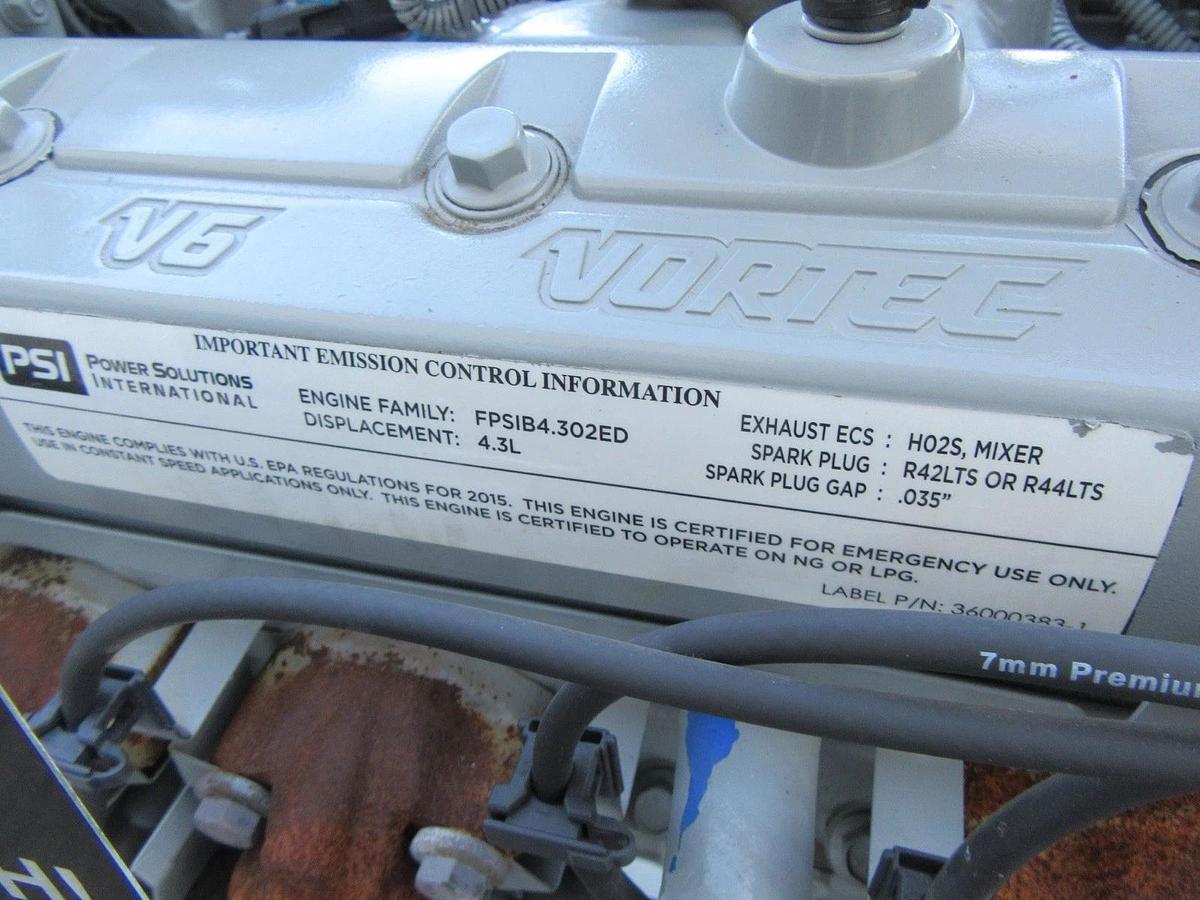 V6
VORTEC
PSI
POWER SOLUTIONS
INTERNATIONAL
IMPORTANT EMISSION CONTROL INFORMATION
ENGINE FAMILY: FPSIB4.302ED
DISPLACEMENT: 4.3L
EXHAUST ECS : HO2S, MIXER
SPARK PLUG : R42LTS OR R44LTS
SPARK PLUG GAP : .035”
THIS ENGINE COMPLIES WITH U.S. EPA REGULATIONS FOR 2015. THIS ENGINE IS CERTIFIED FOR EMERGENCY USE ONLY.
USE IN CONSTANT SPEED APPLICATIONS ONLY. THIS ENGINE IS CERTIFIED TO OPERATE ON NG OR LPG.
LABEL P/N: 36000383-1
7mm Premium